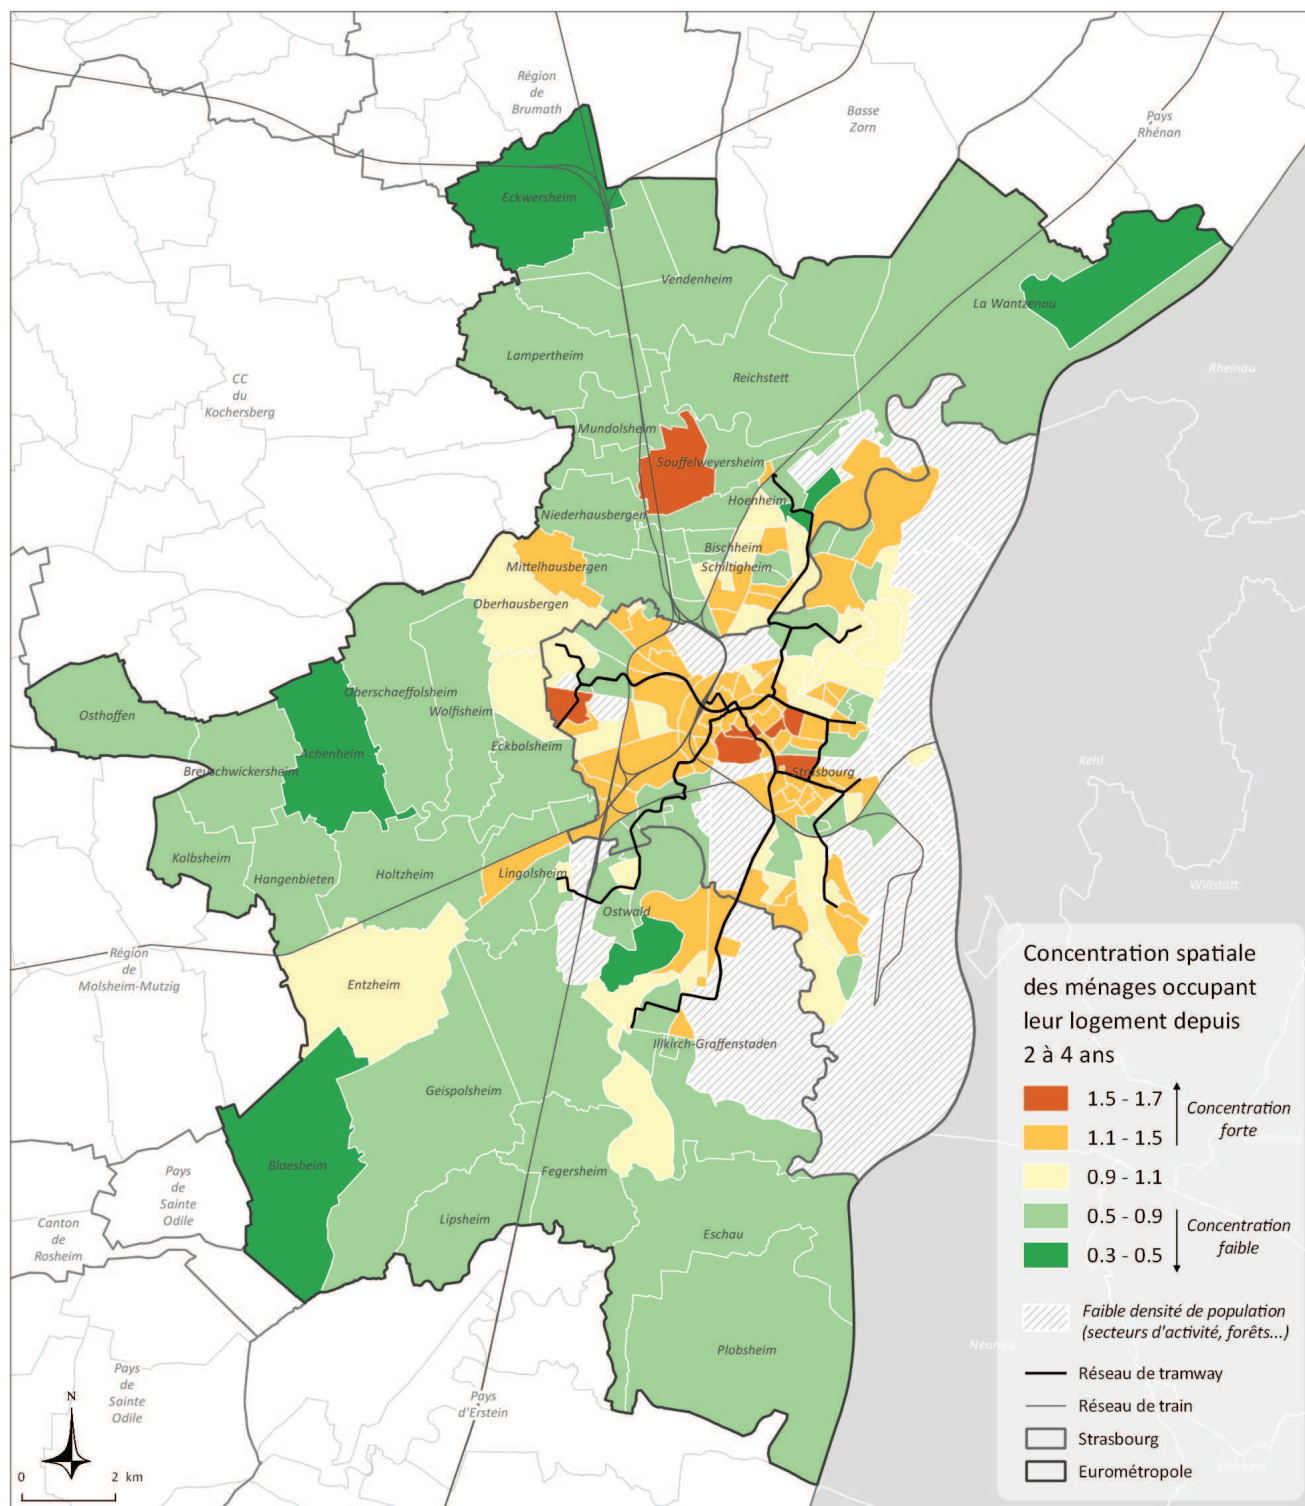 Région
de
Brumath
Basse
Zorn
Pays
Rhénan
Eckwersheim
Vendenheim
La Wantzenau
Lampertheim
Reichstett
Rheinau
CC
du
Kochersberg
Mundolsheim
Souffelweyersheim
Hoenheim
Niederhausbergen
Bischheim
Mittelhausbergen
Schiltigheim
Oberhausbergen
Oberschaeffolsheim
Osthoffen
Wolfisheim
Achenheim
Eckbolsheim
Breuschwickersheim
Strasbourg
Kehl
Kolbsheim
Hangenbieten
Holtzheim
Lingolsheim
Willstätt
Ostwald
Région
de
Molsheim-Mutzig
Entzheim
Illkirch-Graffenstaden
Geispolsheim
Blaesheim
Fegersheim
Pays
de
Sainte
Odile
Canton
de
Rosheim
Lipsheim
Eschau
Plobsheim
Neuried
Pays
de
Sainte
Odile
Pays
d'Erstein
Hohberg
Concentration spatiale
des ménages occupant
leur logement depuis
2 à 4 ans
1.5 - 1.7
1.1 - 1.5
Concentration
forte
0.9 - 1.1
0.5 - 0.9
0.3 - 0.5
Concentration
faible
Faible densité de population
(secteurs d'activité, forêts...)
Réseau de tramway
Réseau de train
Strasbourg
Eurométropole
N
0 2 km